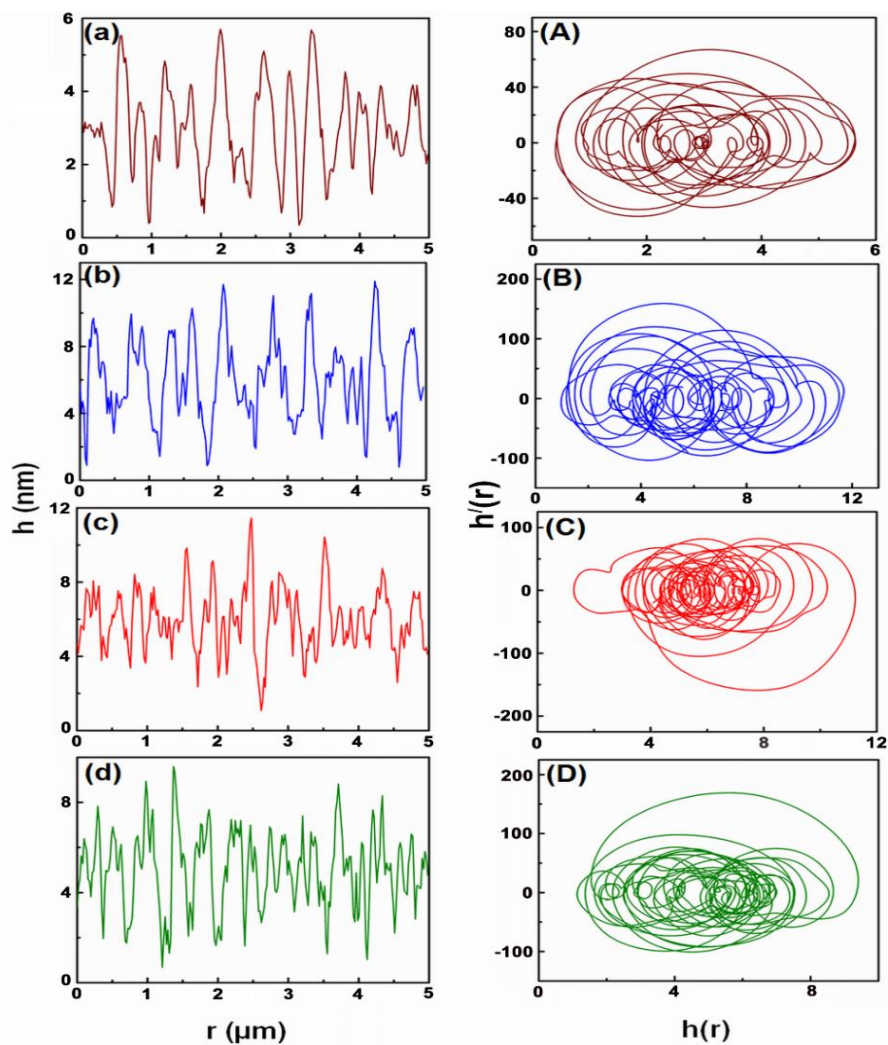 (a)
6
4
2
0
0 1 2 3 4 5
(A)
80
40
0
-40
0 2 4 6
(b)
12
8
4
0
0 1 2 3 4 5
(B)
200
100
0
-100
0 4 8 12
h (nm)
h/(r)
(c)
12
8
4
0
0 1 2 3 4 5
(C)
100
0
-100
-200
0 4 8 12
(d)
8
4
0
0 1 2 3 4 5
(D)
200
100
0
-100
0 4 8
r (μm)
h(r)